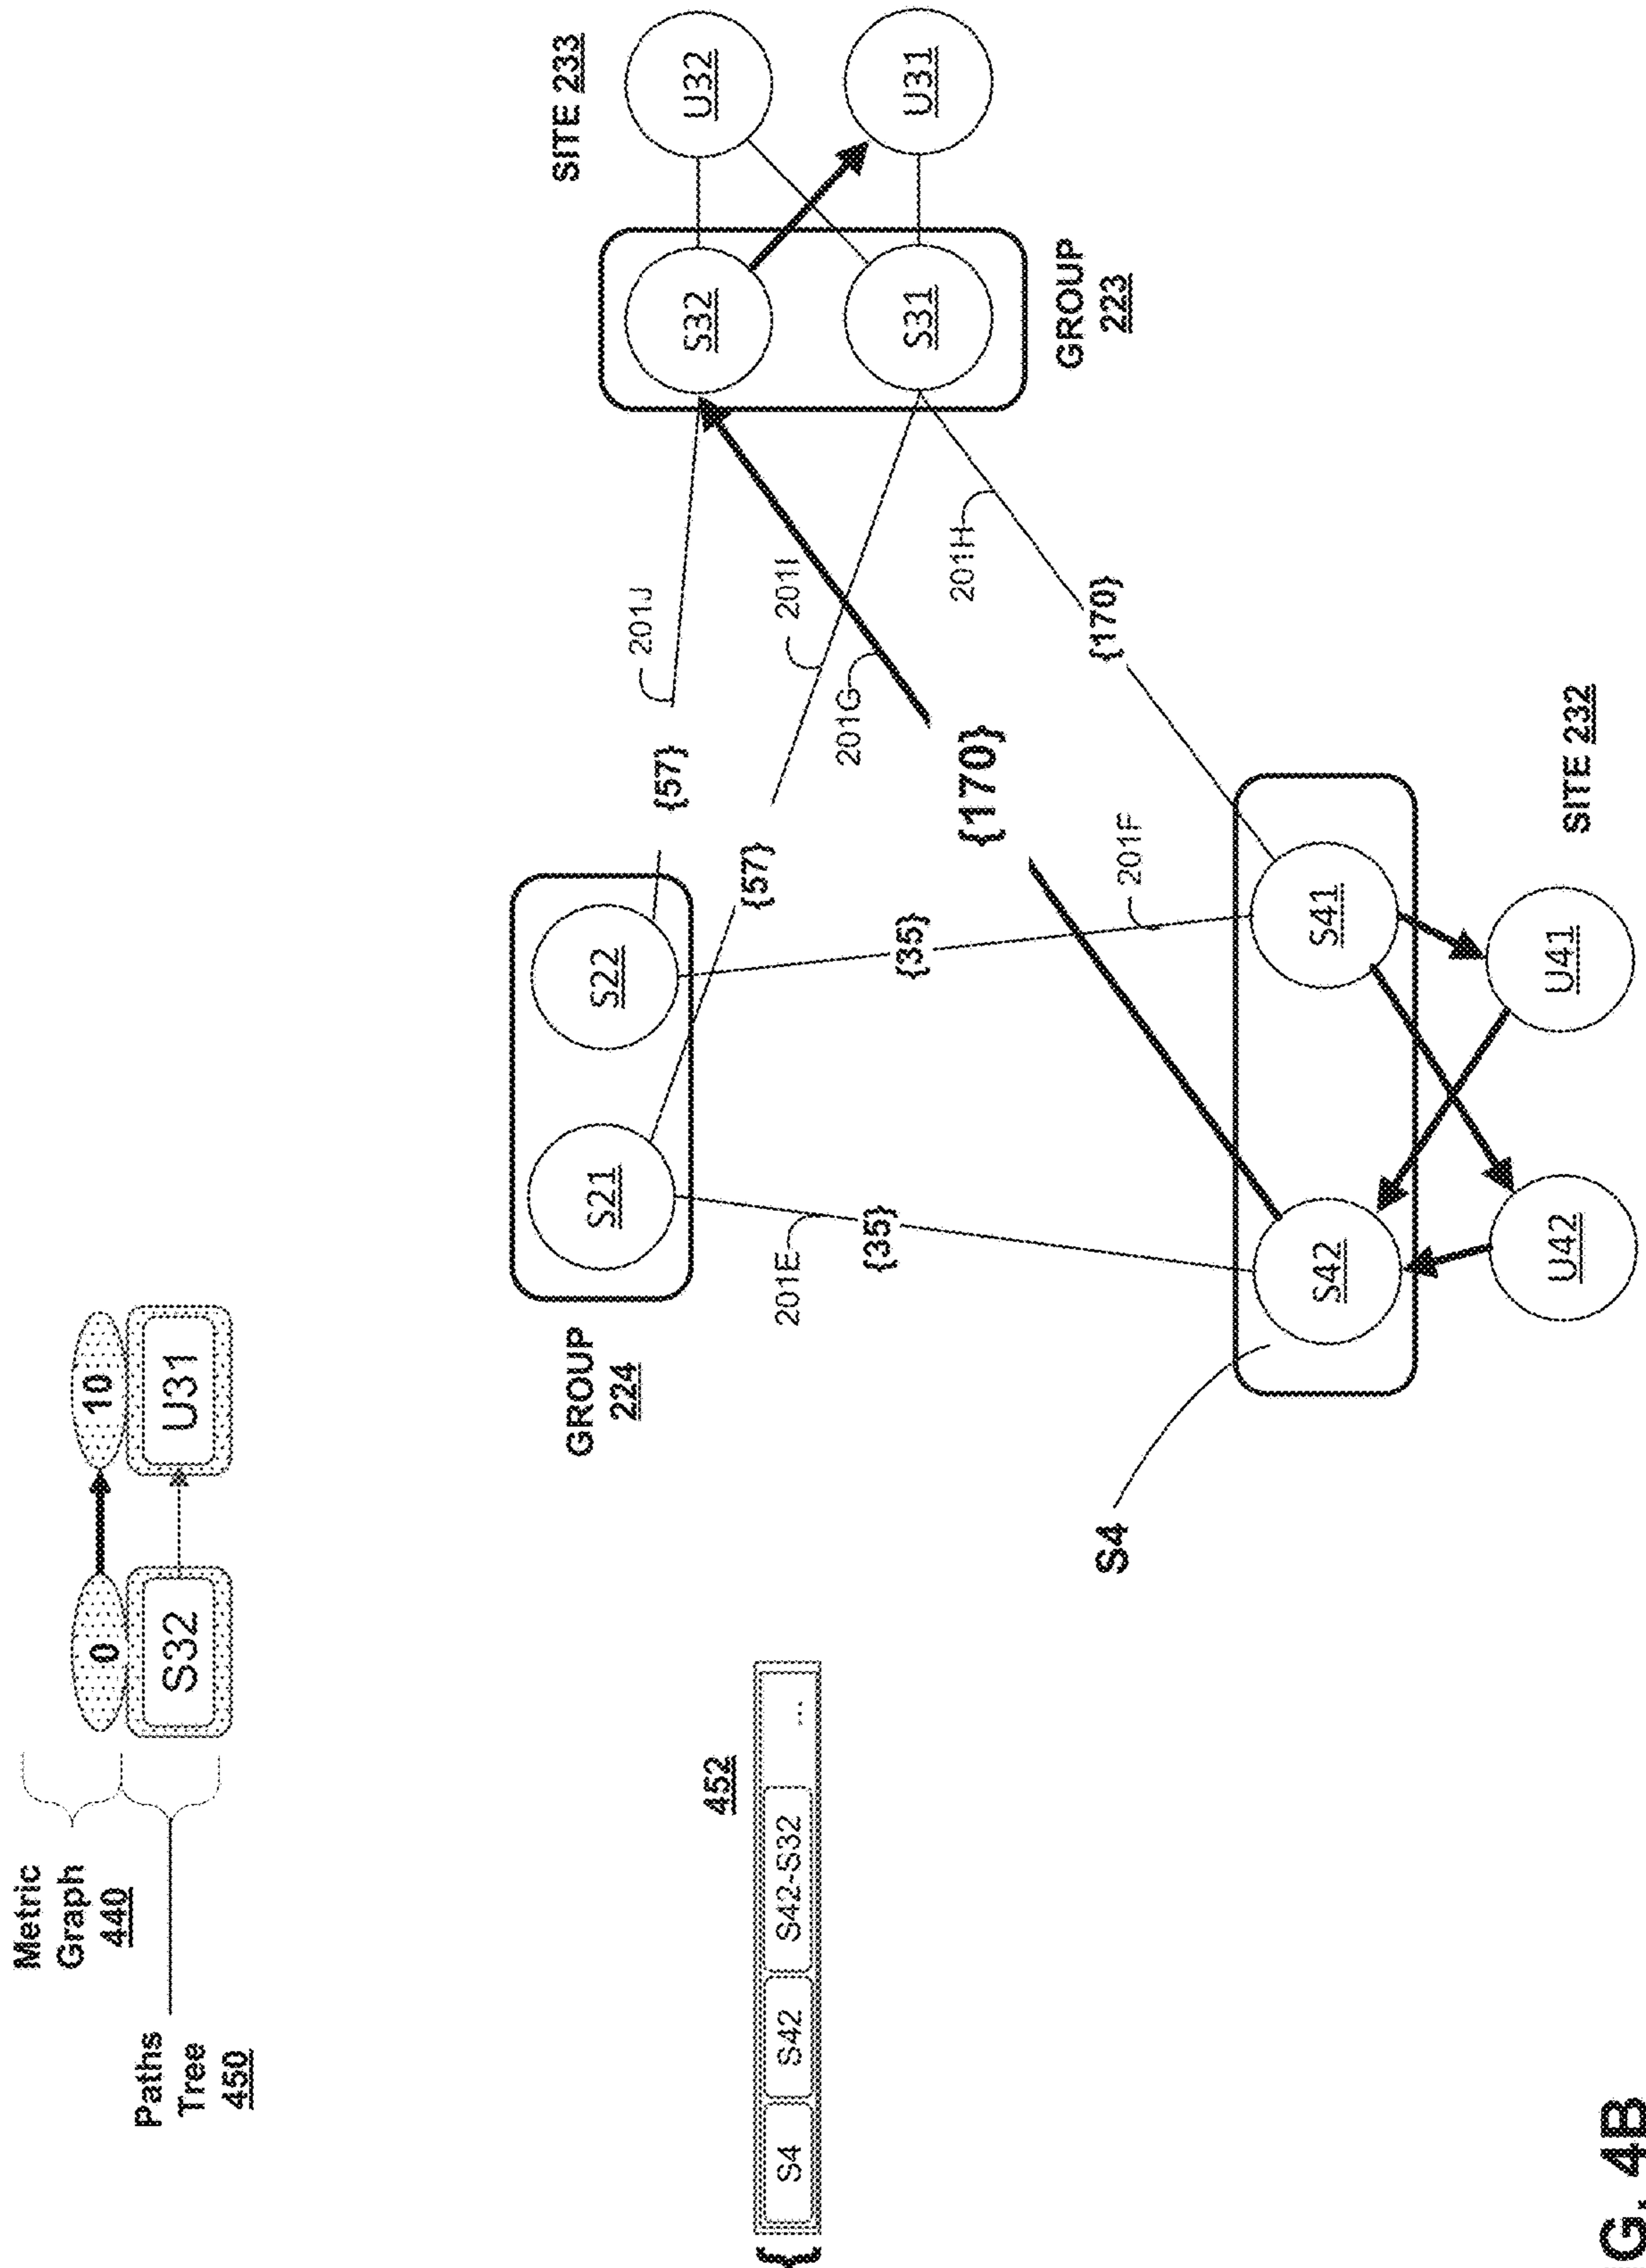 Metric
Graph
440
Paths
Tree
450
0
10
S32
U31
452
{
S4
S42
S42-S32
...
GROUP
224
S21
S22
{57}
{57}
201J
201I
201G
201H
SITE 233
S32
U32
S31
U31
GROUP
223
201E
{35}
{35}
201F
{170}
{170}
S4
S42
S41
U42
U41
SITE 232
G. 4B